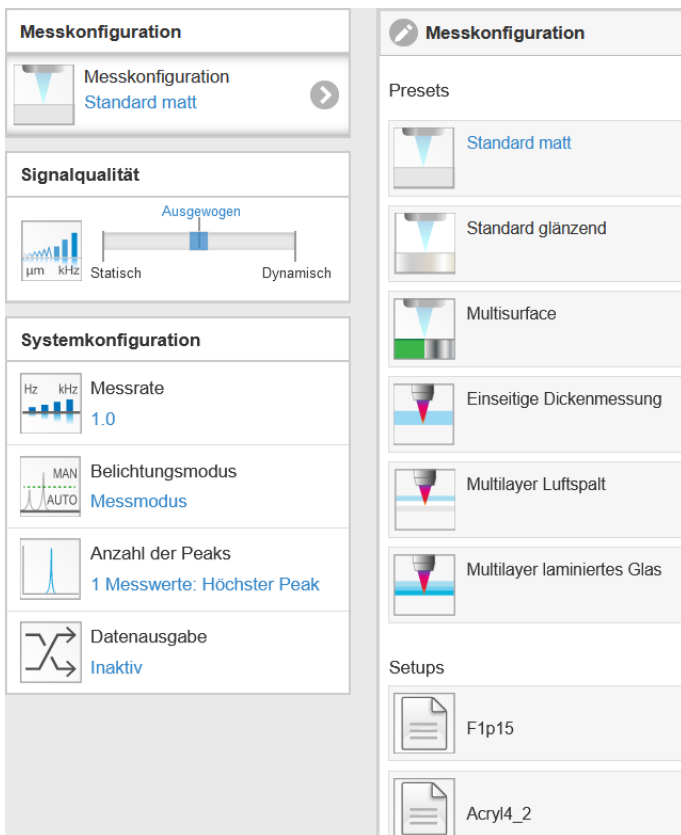 Messkonfiguration
Messkonfiguration
Standard matt
Signalqualität
Ausgewogen
µm kHz
Statisch Dynamisch
Systemkonfiguration
Hz kHz
Messrate
1.0
MAN
AUTO
Belichtungsmodus
Messmodus
Anzahl der Peaks
1 Messwerte: Höchster Peak
Datenausgabe
Inaktiv
Messkonfiguration
Presets
Standard matt
Standard glänzend
Multisurface
Einseitige Dickenmessung
Multilayer Luftspalt
Multilayer laminiertes Glas
Setups
F1p15
Acryl4_2